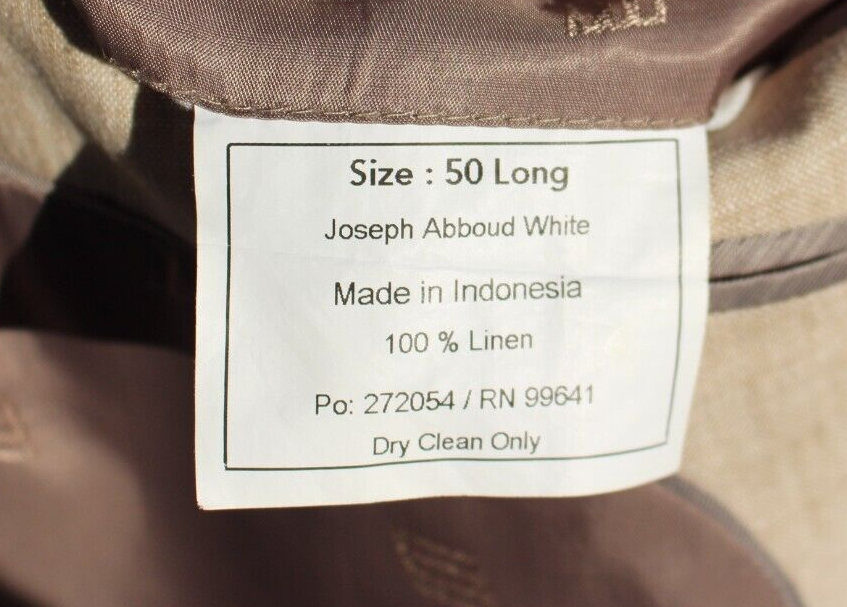 Size : 50 Long
Joseph Abboud White
Made in Indonesia
100 % Linen
Po: 272054 / RN 99641
Dry Clean Only